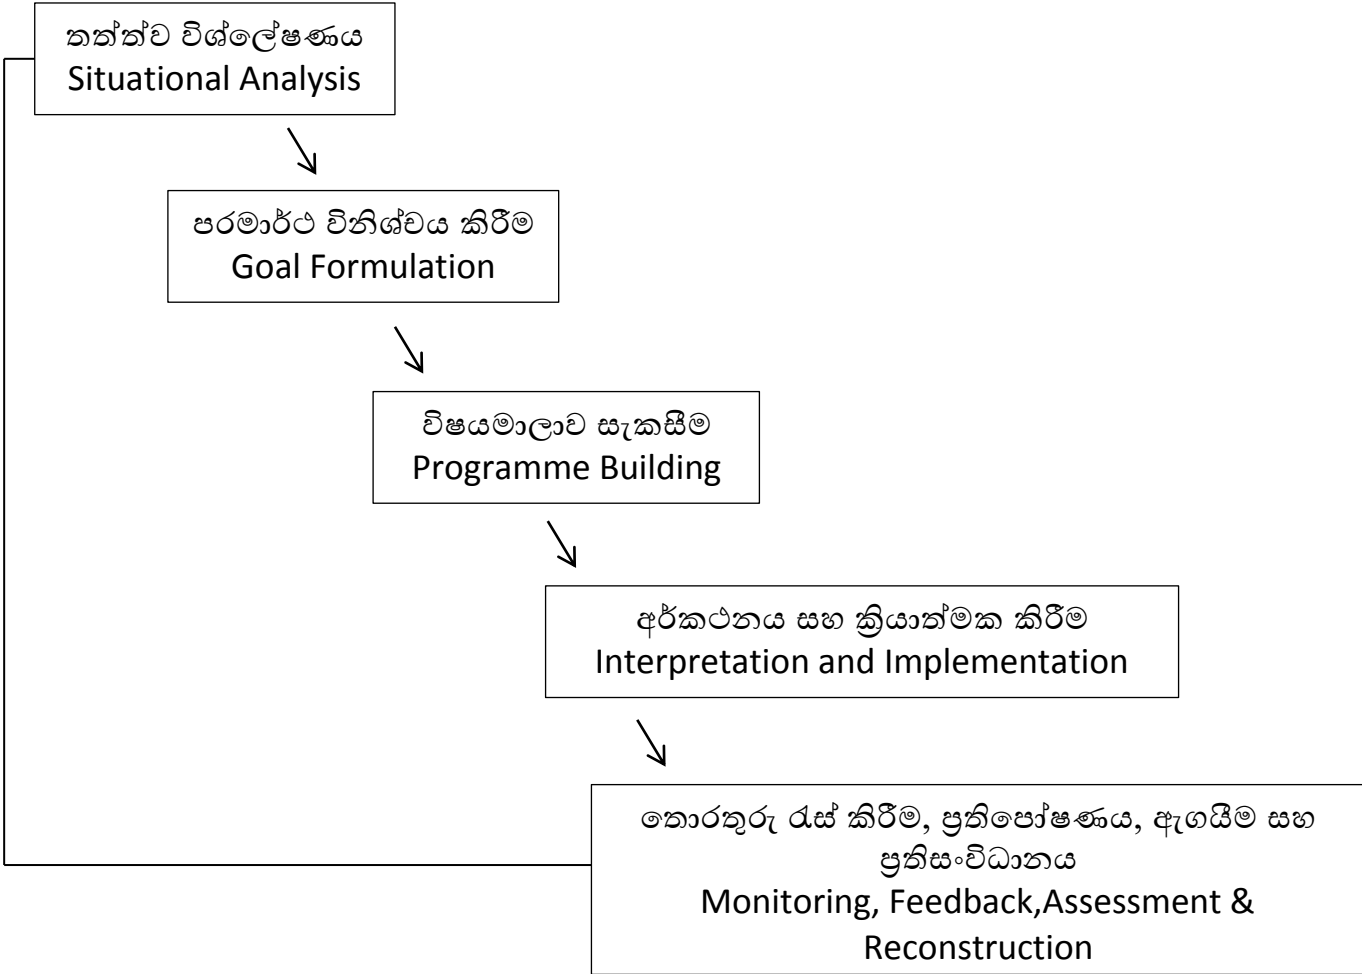 තත්ත්ව විශ්ලේෂණය
Situational Analysis
පරමාර්ථ විනිශ්චය කිරීම
Goal Formulation
විෂයමාලාව සැකසීම
Programme Building
අර්කථනය සහ ක්‍රියාත්මක කිරීම
Interpretation and Implementation
තොරතුරු රැස් කිරීම, ප්‍රතිපෝෂණය, ඇගයීම සහ
ප්‍රතිසංවිධානය
Monitoring, Feedback,Assessment &
Reconstruction